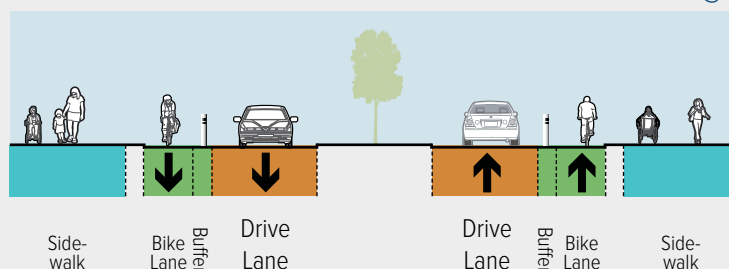 Side-
walk
Bike
Lane
Buffer
Drive
Lane
Drive
Lane
Buffer
Bike
Lane
Side-
walk